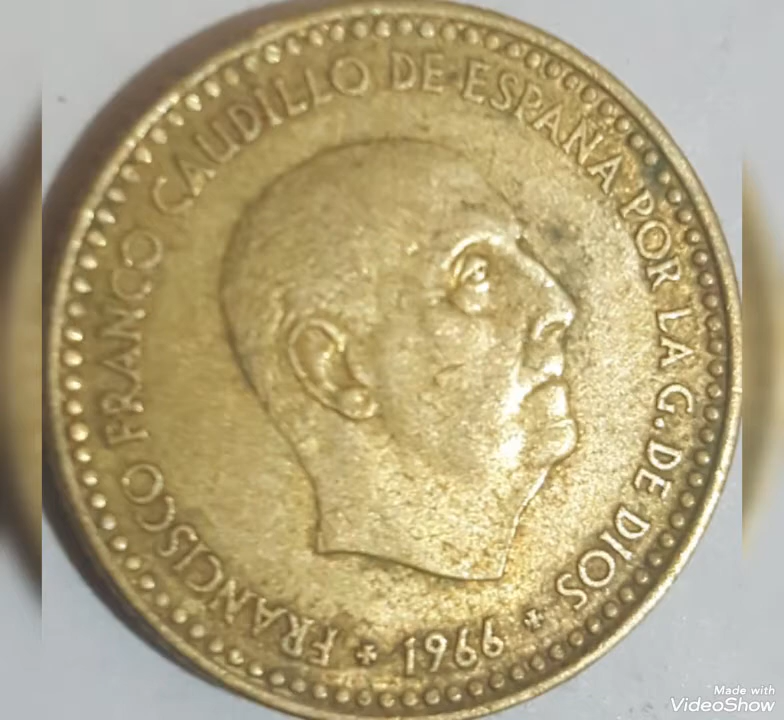 FRANCISCO FRANCO CAUDILLO DE ESPAÑA POR LA G. DE DIOS
* 1966 *
Made with
VideoShow